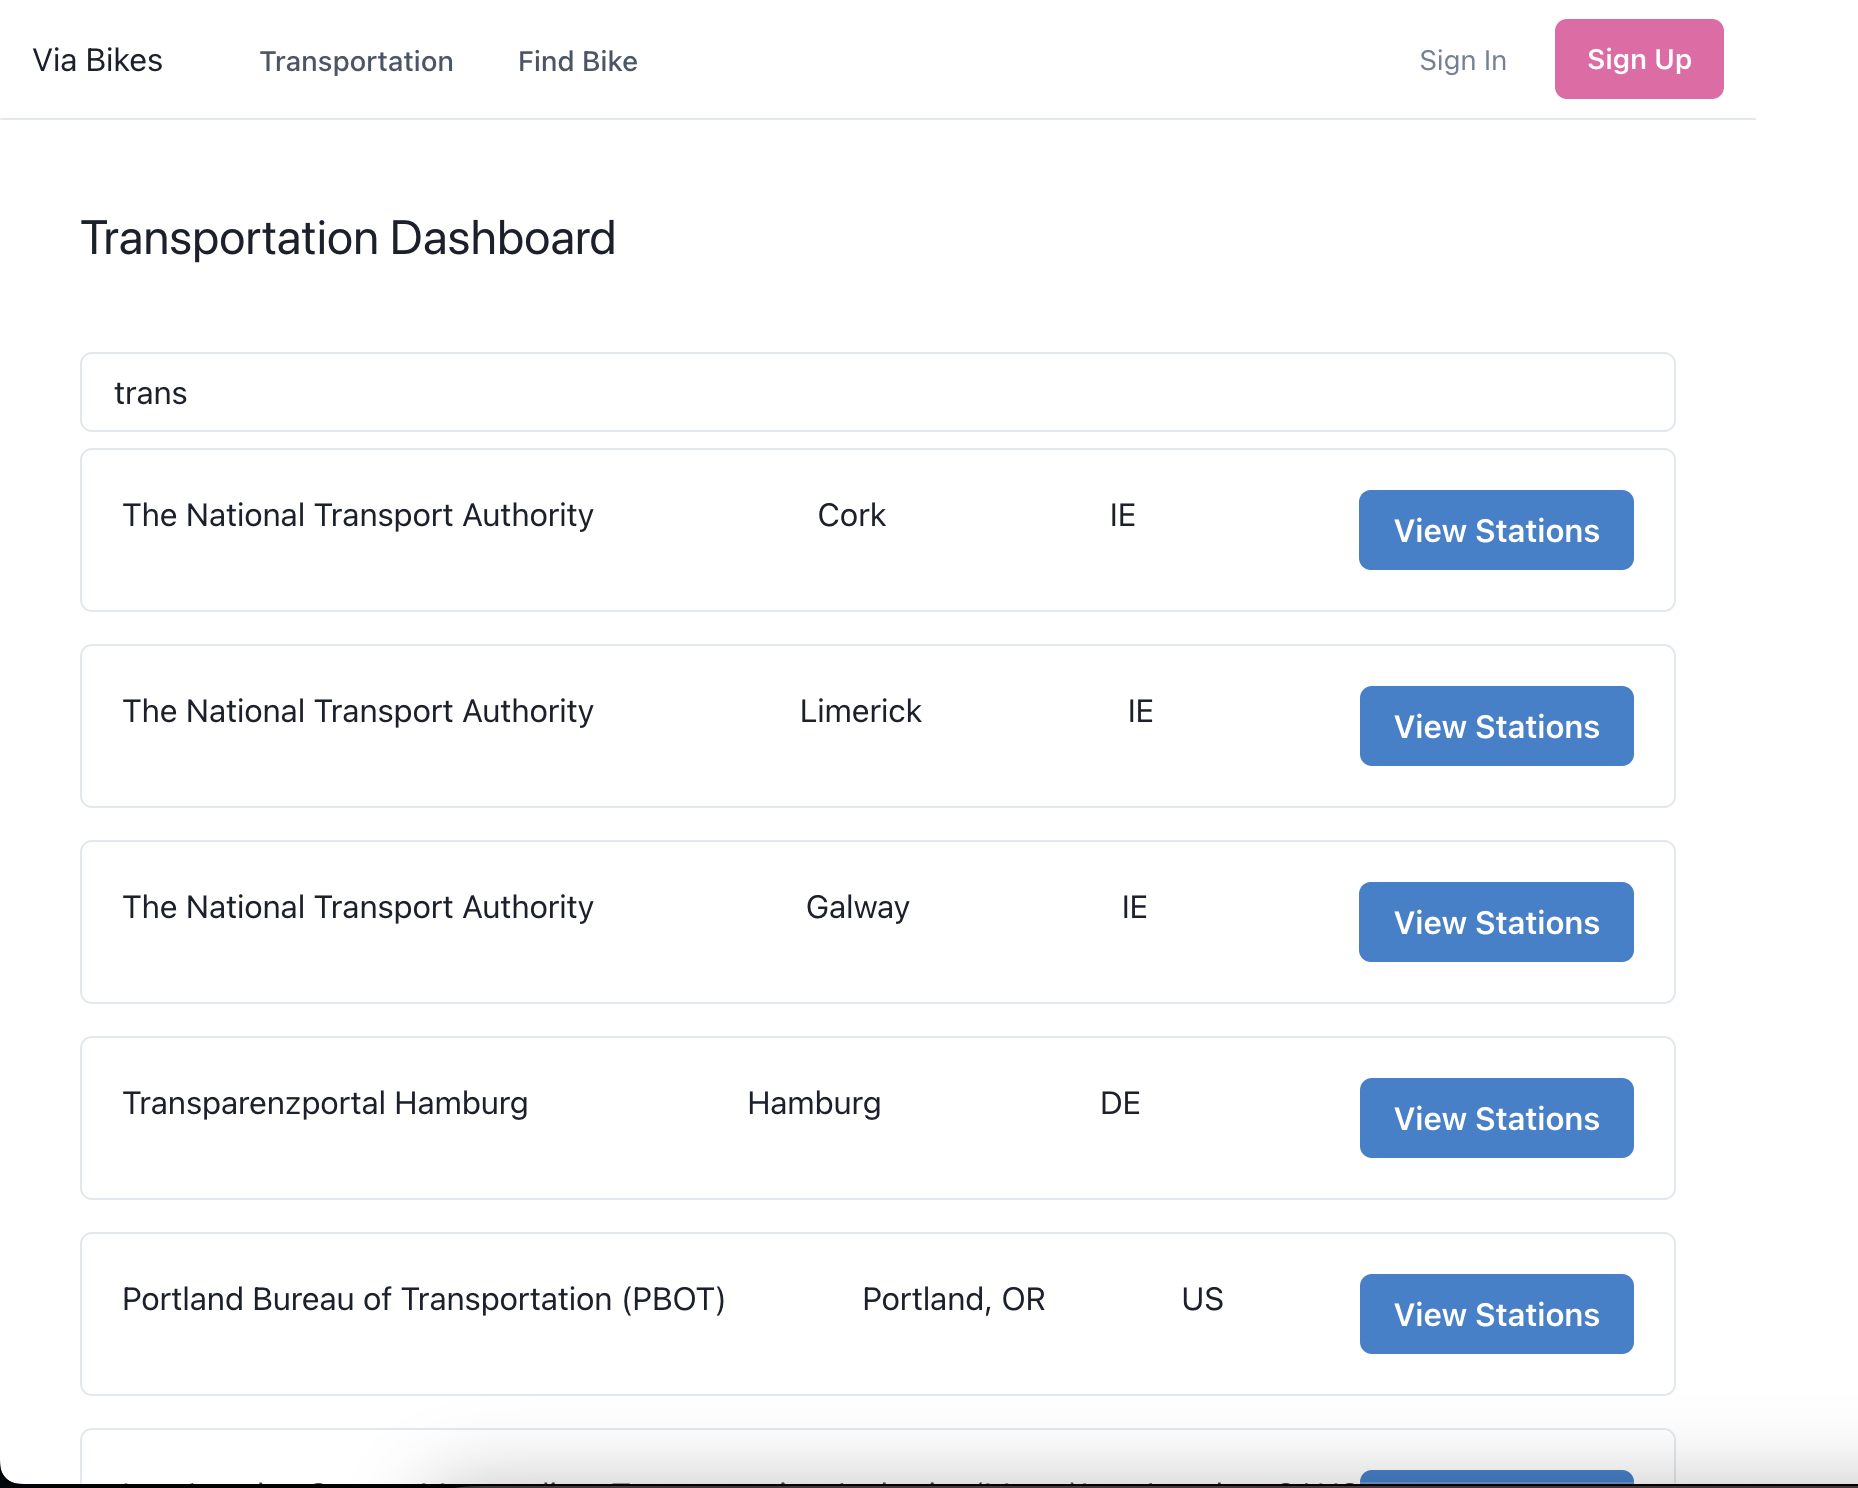 Via Bikes Transportation Find Bike Sign In Sign Up
Transportation Dashboard
trans
The National Transport Authority Cork IE View Stations
The National Transport Authority Limerick IE View Stations
The National Transport Authority Galway IE View Stations
Transparenzportal Hamburg Hamburg DE View Stations
Portland Bureau of Transportation (PBOT) Portland, OR US View Stations